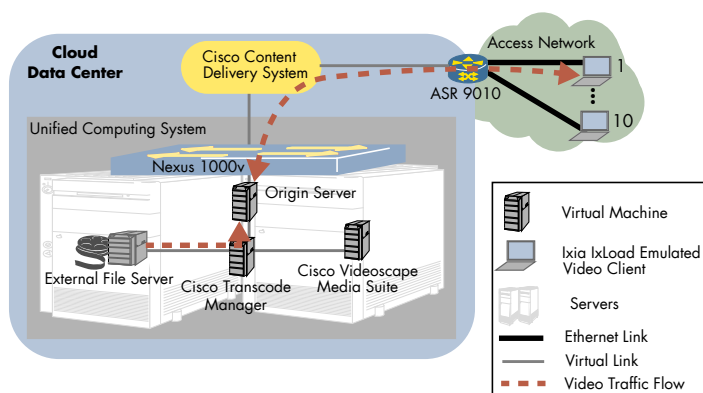 Cloud
Data Center
Cisco Content
Delivery System
Access Network
1
ASR 9010
10
Unified Computing System
Nexus 1000v
Origin Server
External File Server
Cisco Transcode
Manager
Cisco Videoscape
Media Suite
Virtual Machine
Ixia IxLoad Emulated
Video Client
Servers
Ethernet Link
Virtual Link
Video Traffic Flow